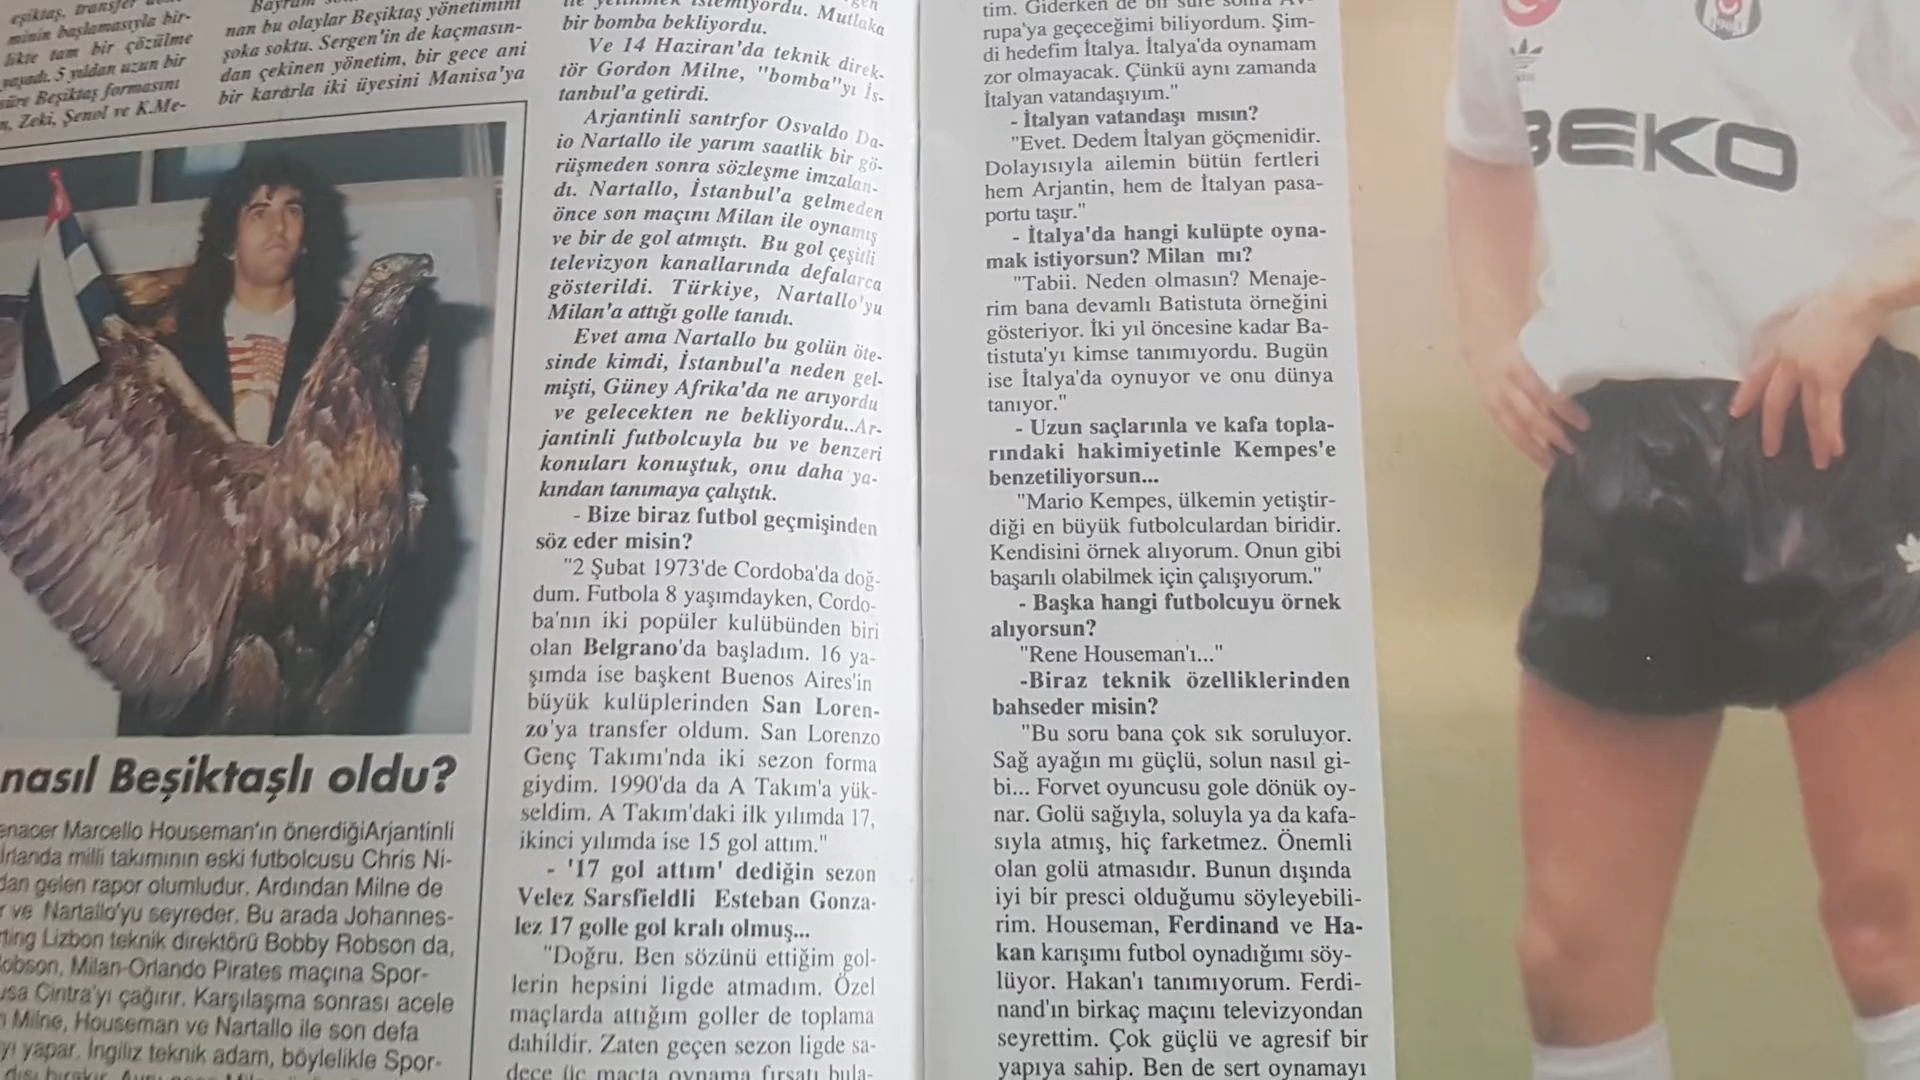 eşiktaş, transfer
minin başlamasıyla bir-
likte tam bir çözülme
yaşadı. 5 yıldan uzun bir
süre Beşiktaş formasını
Zeki, Şenol ve K.Me-
nan bu olaylar Beşiktaş yönetimini
şoka soktu. Sergen'in de kaçmasın-
dan çekinen yönetim, bir gece ani
bir kararla iki üyesini Manisa'ya
nasıl Beşiktaşlı oldu?
enacer Marcello Houseman'ın önerdiğiArjantinli
İrlanda milli takımının eski futbolcusu Chris Ni-
dan gelen rapor olumludur. Ardından Milne de
ve Nartallo'yu seyreder. Bu arada Johannes-
rting Lizbon teknik direktörü Bobby Robson da,
Robson, Milan-Orlando Pirates maçına Spor-
usa Cintra'yı çağırır. Karşılaşma sonrası acele
Milne, Houseman ve Nartallo ile son defa
yı yapar. İngiliz teknik adam, böylelikle Spor-
istemiyordu. Mutlaka
bir bomba bekliyordu.
Ve 14 Haziran'da teknik direk-
tör Gordon Milne, "bomba"yı İs-
tanbul'a getirdi.
Arjantinli santrfor Osvaldo Da-
io Nartallo ile yarım saatlik bir gö-
rüşmeden sonra sözleşme imzalan-
dı. Nartallo, İstanbul'a gelmeden
önce son maçını Milan ile oynamış
ve bir de gol atmıştı. Bu gol çeşitli
televizyon kanallarında defalarca
gösterildi. Türkiye, Nartallo'yu
Milan'a attığı golle tanıdı.
Evet ama Nartallo bu golün öte-
sinde kimdi, İstanbul'a neden gel-
mişti, Güney Afrika'da ne arıyordu
ve gelecekten ne bekliyordu..Ar-
jantinli futbolcuyla bu ve benzeri
konuları konuştuk, onu daha ya-
kından tanımaya çalıştık.
- Bize biraz futbol geçmişinden
söz eder misin?
"2 Şubat 1973'de Cordoba'da doğ-
dum. Futbola 8 yaşımdayken, Cordo-
ba'nın iki popüler kulübünden biri
olan Belgrano'da başladım. 16 ya-
şımda ise başkent Buenos Aires'in
büyük kulüplerinden San Loren-
zo'ya transfer oldum. San Lorenzo
Genç Takımı'nda iki sezon forma
giydim. 1990'da da A Takım'a yük-
seldim. A Takım'daki ilk yılımda 17,
ikinci yılımda ise 15 gol attım."
- '17 gol attım' dediğin sezon
Velez Sarsfieldli Esteban Gonza-
lez 17 golle gol kralı olmuş...
"Doğru. Ben sözünü ettiğim gol-
lerin hepsini ligde atmadım. Özel
maçlarda attığım goller de toplama
dahildir. Zaten geçen sezon ligde sa-
dece üç maçta oynama fırsatı bula-
tim. Giderken de bir süre sonra Av-
rupa'ya geçeceğimi biliyordum. Şim-
di hedefim İtalya. İtalya'da oynamam
zor olmayacak. Çünkü aynı zamanda
İtalyan vatandaşıyım."
- İtalyan vatandaşı mısın?
"Evet. Dedem İtalyan göçmenidir.
Dolayısıyla ailemin bütün fertleri
hem Arjantin, hem de İtalyan pasa-
portu taşır."
- İtalya'da hangi kulüpte oyna-
mak istiyorsun? Milan mı?
"Tabii. Neden olmasın? Menaje-
rim bana devamlı Batistuta örneğini
gösteriyor. İki yıl öncesine kadar Ba-
tistuta'yı kimse tanımıyordu. Bugün
ise İtalya'da oynuyor ve onu dünya
tanıyor."
- Uzun saçlarınla ve kafa topla-
rındaki hakimiyetinle Kempes'e
benzetiliyorsun...
"Mario Kempes, ülkemin yetiştir-
diği en büyük futbolculardan biridir.
Kendisini örnek alıyorum. Onun gibi
başarılı olabilmek için çalışıyorum."
- Başka hangi futbolcuyu örnek
alıyorsun?
"Rene Houseman'ı..."
-Biraz teknik özelliklerinden
bahseder misin?
"Bu soru bana çok sık soruluyor.
Sağ ayağın mı güçlü, solun nasıl gi-
bi... Forvet oyuncusu gole dönük oy-
nar. Golü sağıyla, soluyla ya da kafa-
sıyla atmış, hiç farketmez. Önemli
olan golü atmasıdır. Bunun dışında
iyi bir presci olduğumu söyleyebili-
rim. Houseman, Ferdinand ve Ha-
kan karışımı futbol oynadığımı söy-
lüyor. Hakan'ı tanımıyorum. Ferdi-
nand'ın birkaç maçını televizyondan
seyrettim. Çok güçlü ve agresif bir
yapıya sahip. Ben de sert oynamayı
BEKO